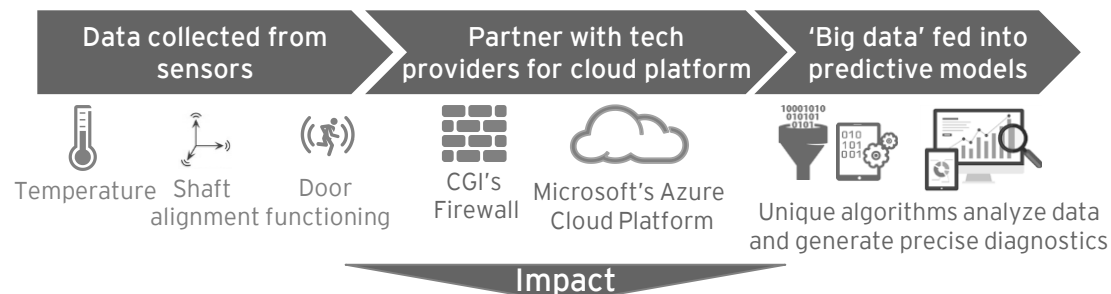 Data collected from
sensors
Partner with tech
providers for cloud platform
‘Big data’ fed into
predictive models
Temperature
Shaft
alignment
Door
functioning
CGI's
Firewall
Microsoft's Azure
Cloud Platform
10001010
010101
0101
010
101
001
Unique algorithms analyze data
and generate precise diagnostics
Impact